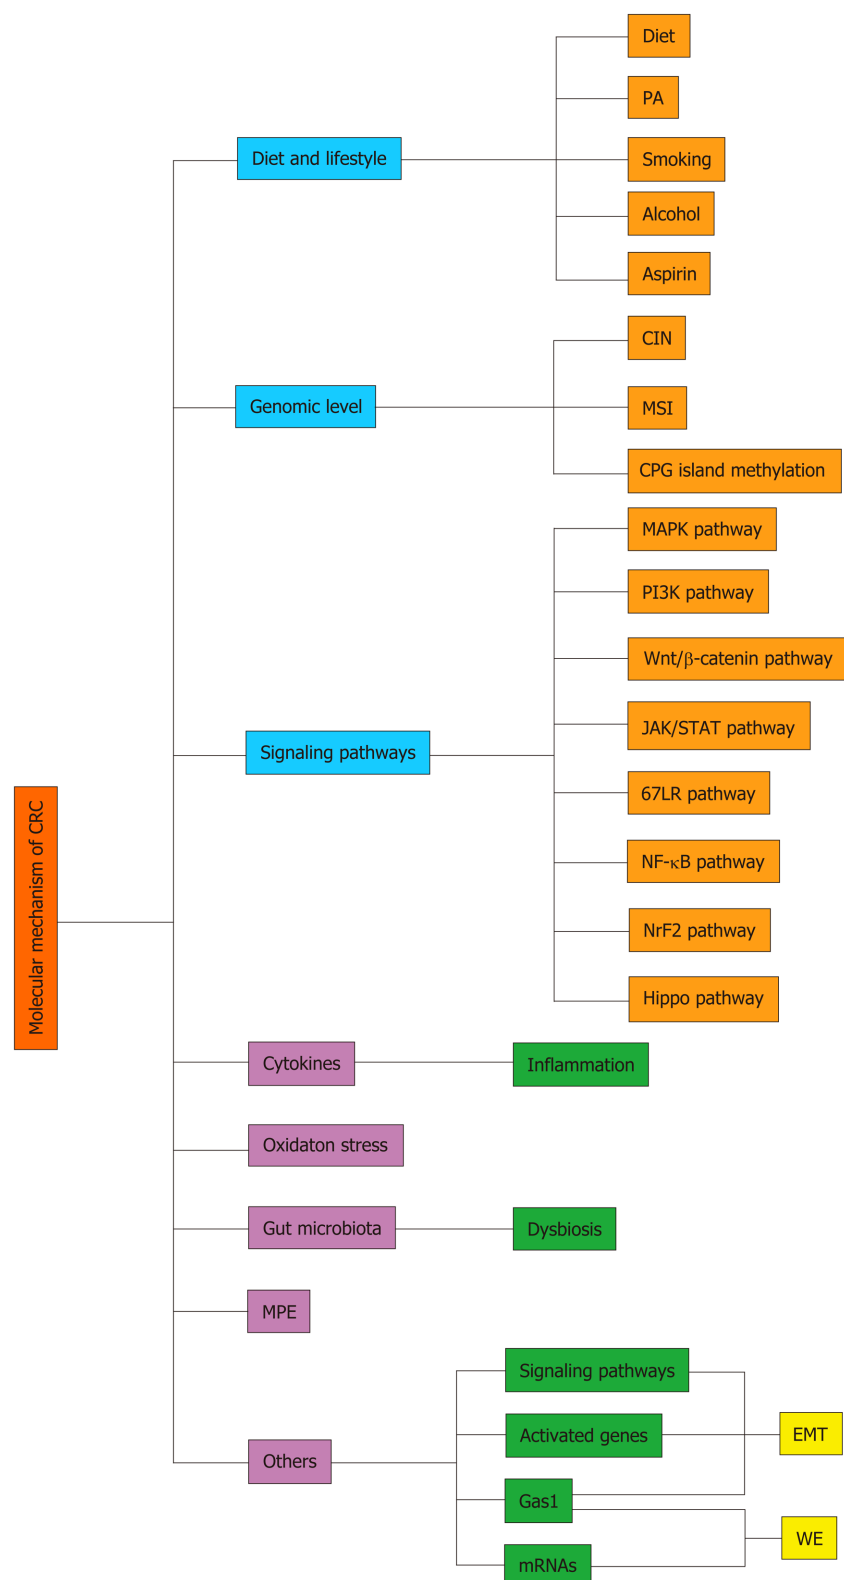 Molecular mechanism of CRC
Diet and lifestyle
Diet
PA
Smoking
Alcohol
Aspirin
Genomic level
CIN
MSI
CPG island methylation
Signaling pathways
MAPK pathway
PI3K pathway
Wnt/β-catenin pathway
JAK/STAT pathway
67LR pathway
NF-κB pathway
NrF2 pathway
Hippo pathway
Cytokines
Inflammation
Oxidaton stress
Gut microbiota
Dysbiosis
MPE
Others
Signaling pathways
Activated genes
Gas1
mRNAs
EMT
WE